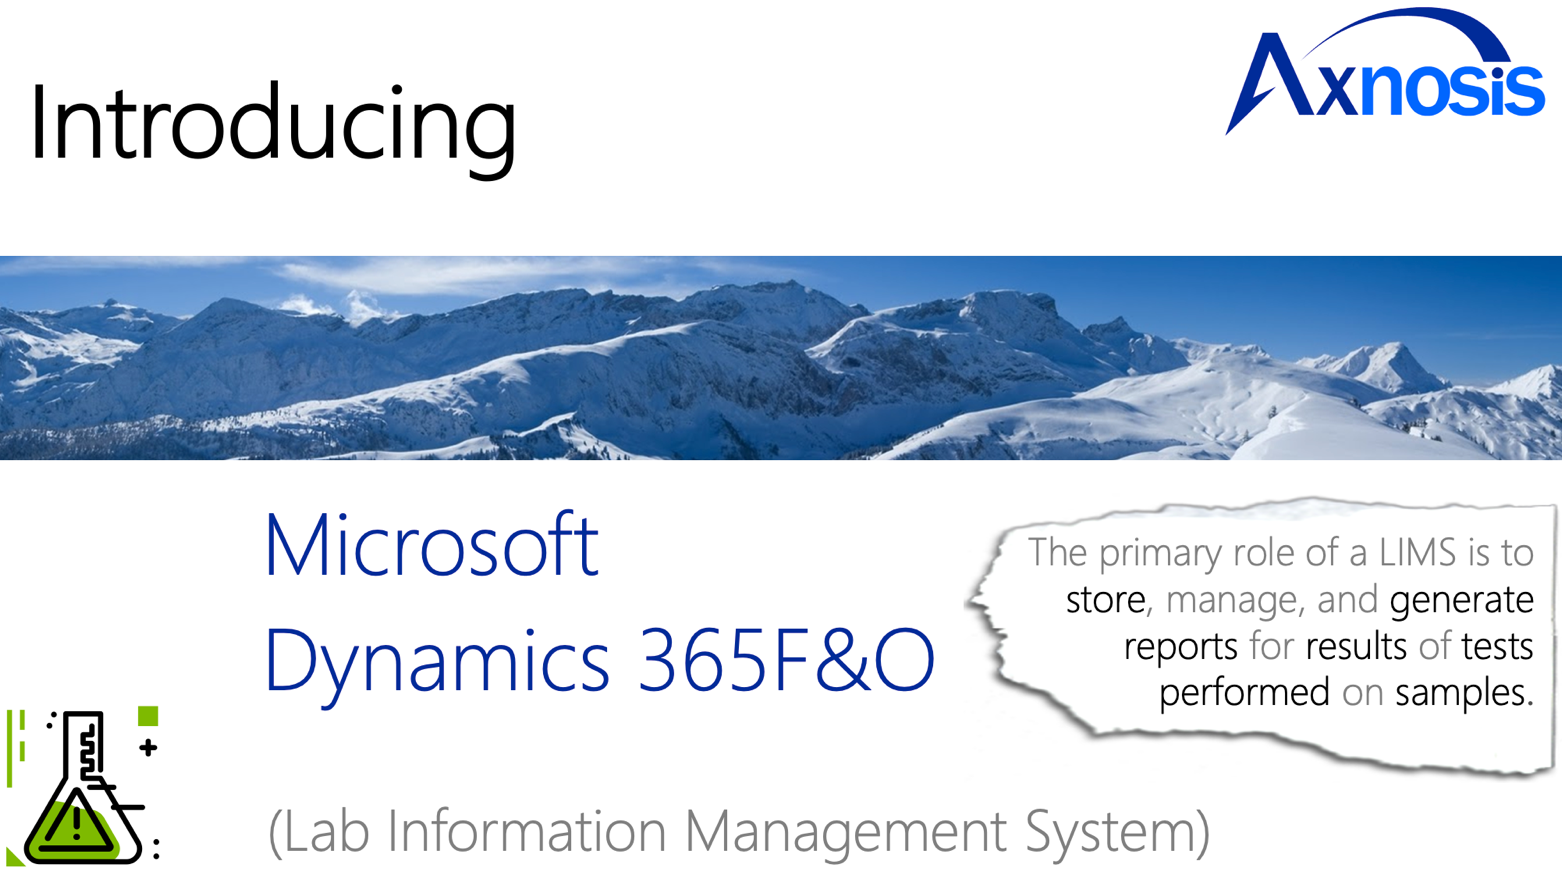 Introducing
Axnosis
Microsoft
Dynamics 365F&O
The primary role of a LIMS is to
store, manage, and generate
reports for results of tests
performed on samples.
(Lab Information Management System)